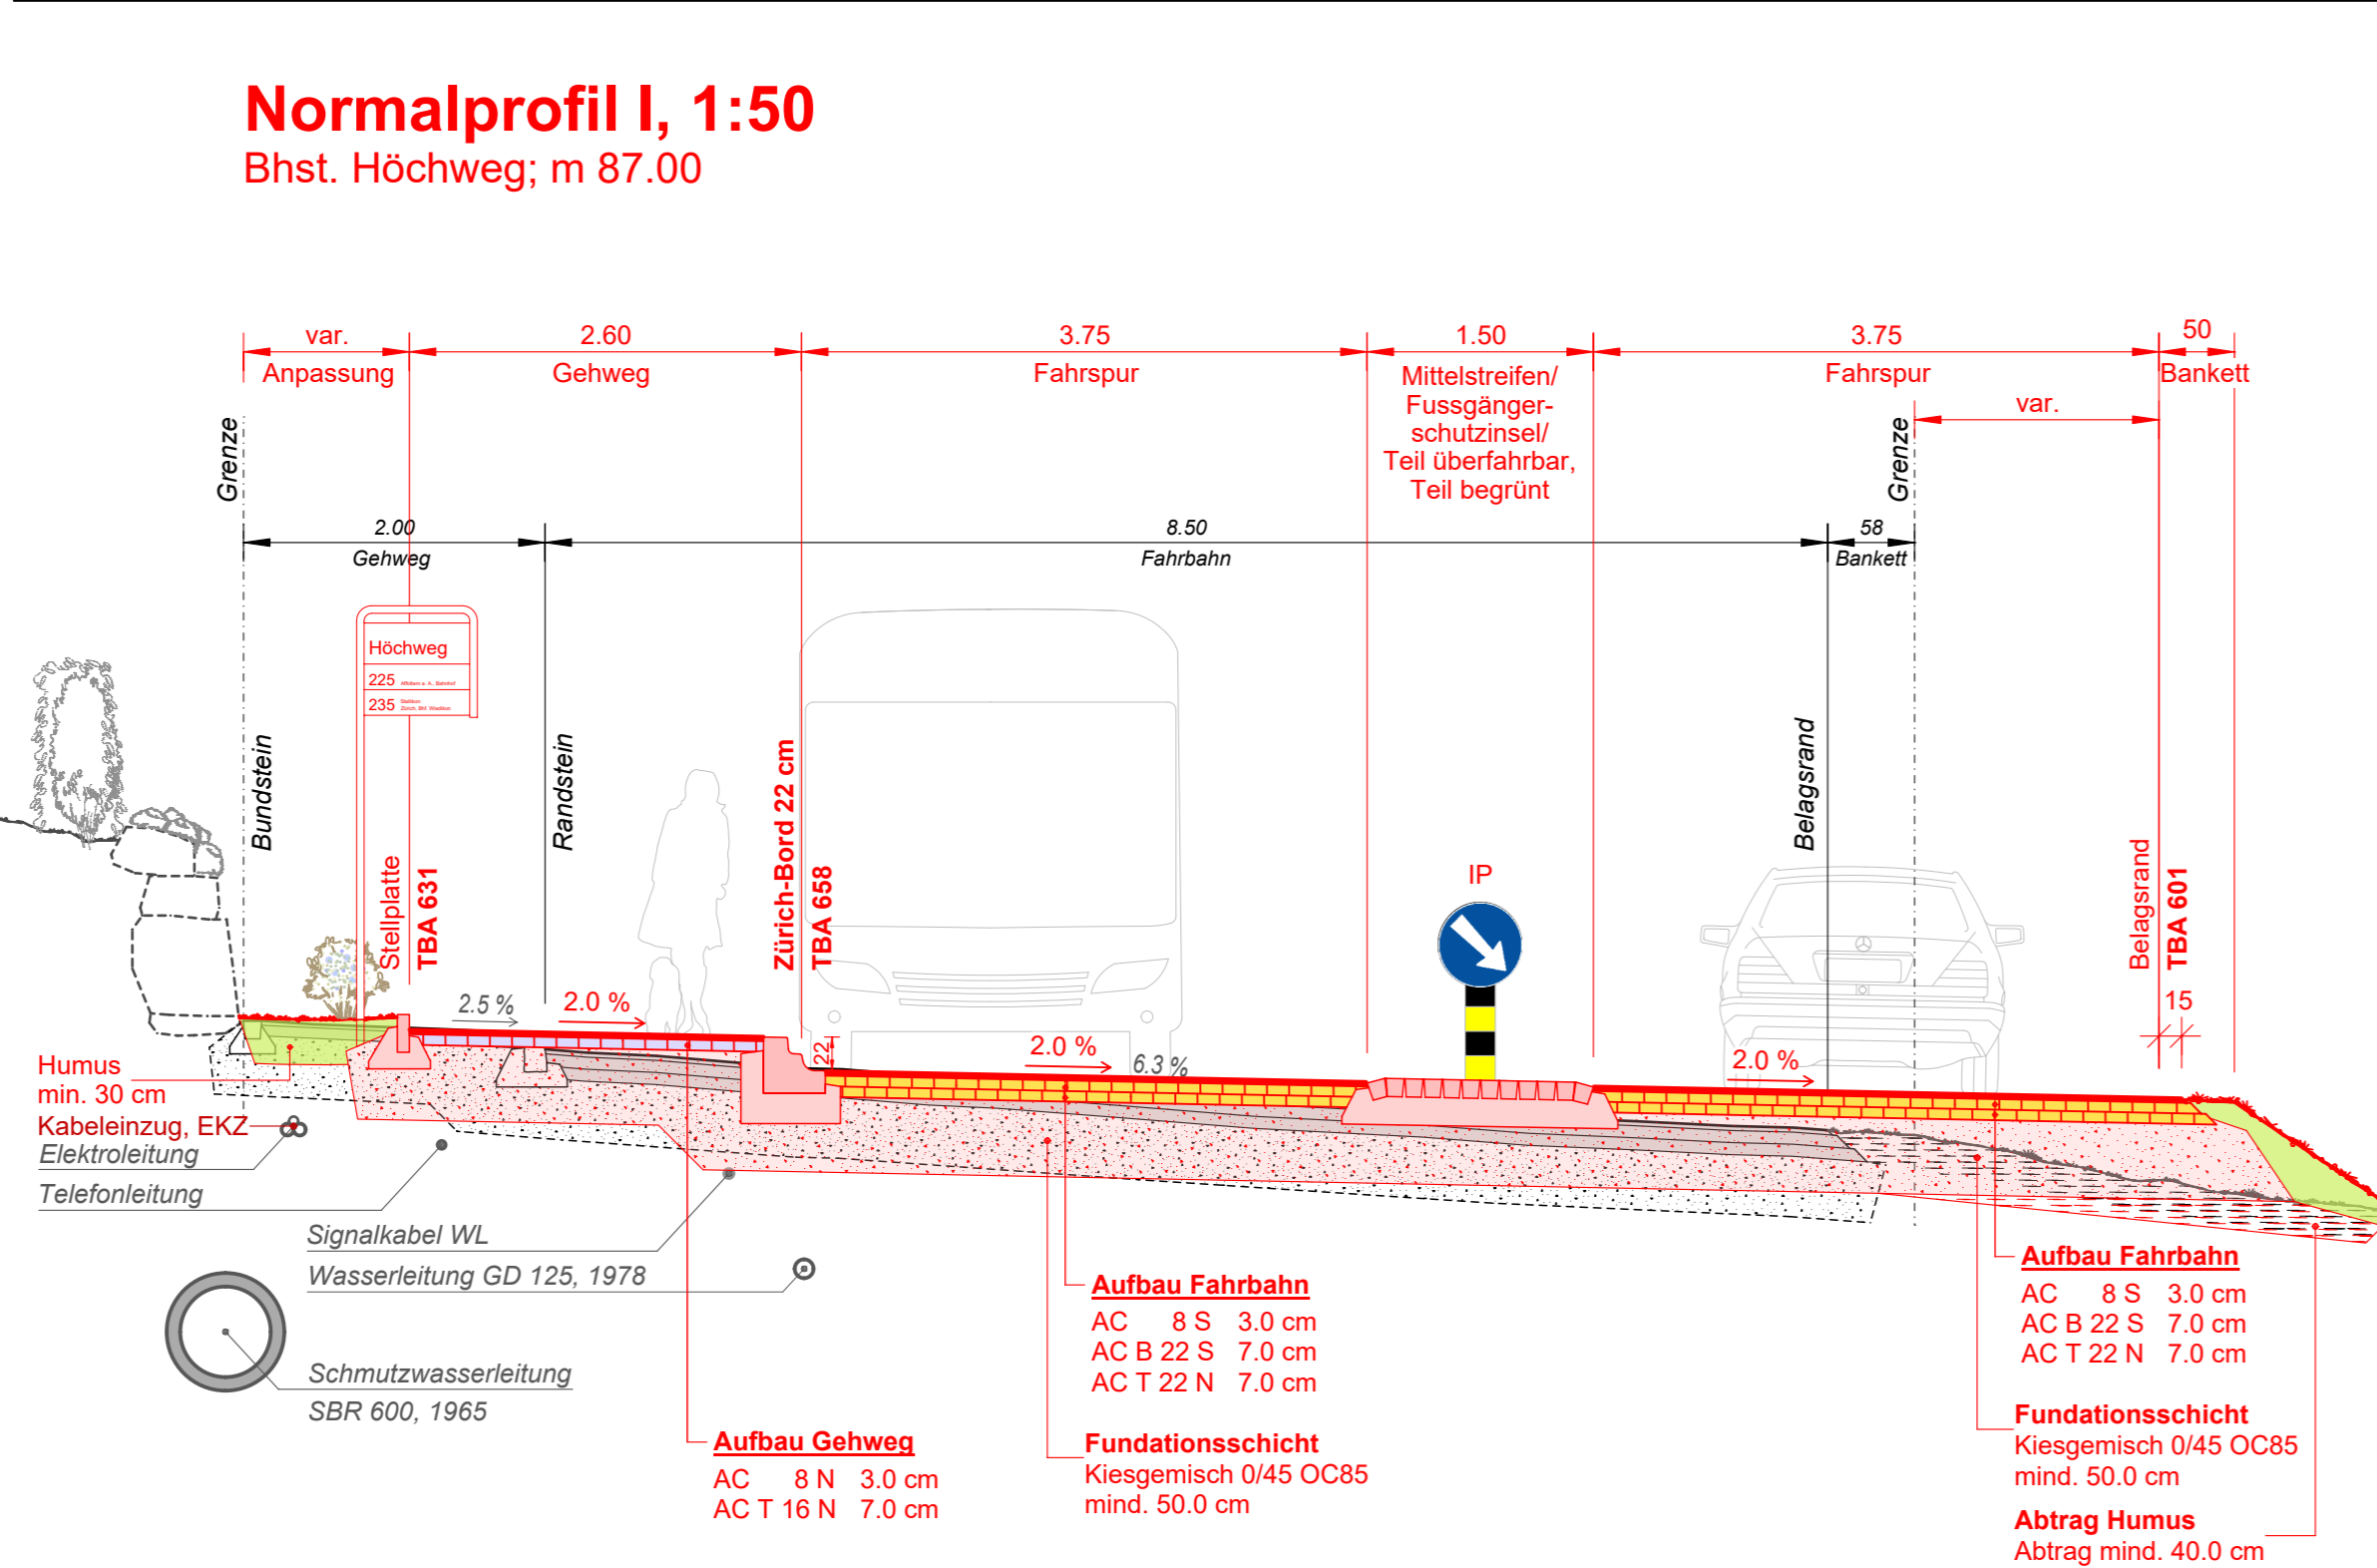 Normalprofil I, 1:50
Bhst. Höchweg; m 87.00
var.
Anpassung
2.60
Gehweg
3.75
Fahrspur
1.50
Mittelstreifen/
Fussgänger-
schutzinsel/
Teil überfahrbar,
Teil begrünt
3.75
Fahrspur
50
Bankett
var.
Grenze
Grenze
2.00
Gehweg
8.50
Fahrbahn
58
Bankett
Höchweg
225 Affoltern a. A., Bahnhof
235 Stallikon
Zürich, Bhf. Wiedikon
Bundstein
Stellplatte
TBA 631
Randstein
Zürich-Bord 22 cm
TBA 658
IP
Belagsrand
Belagsrand
TBA 601
15
2.5 %
2.0 %
22
2.0 %
6.3 %
2.0 %
Humus
min. 30 cm
Kabeleinzug, EKZ
Elektroleitung
Telefonleitung
Signalkabel WL
Wasserleitung GD 125, 1978
Schmutzwasserleitung
SBR 600, 1965
Aufbau Gehweg
AC 8 N 3.0 cm
AC T 16 N 7.0 cm
Aufbau Fahrbahn
AC 8 S 3.0 cm
AC B 22 S 7.0 cm
AC T 22 N 7.0 cm
Fundationsschicht
Kiesgemisch 0/45 OC85
mind. 50.0 cm
Aufbau Fahrbahn
AC 8 S 3.0 cm
AC B 22 S 7.0 cm
AC T 22 N 7.0 cm
Fundationsschicht
Kiesgemisch 0/45 OC85
mind. 50.0 cm
Abtrag Humus
Abtrag mind. 40.0 cm